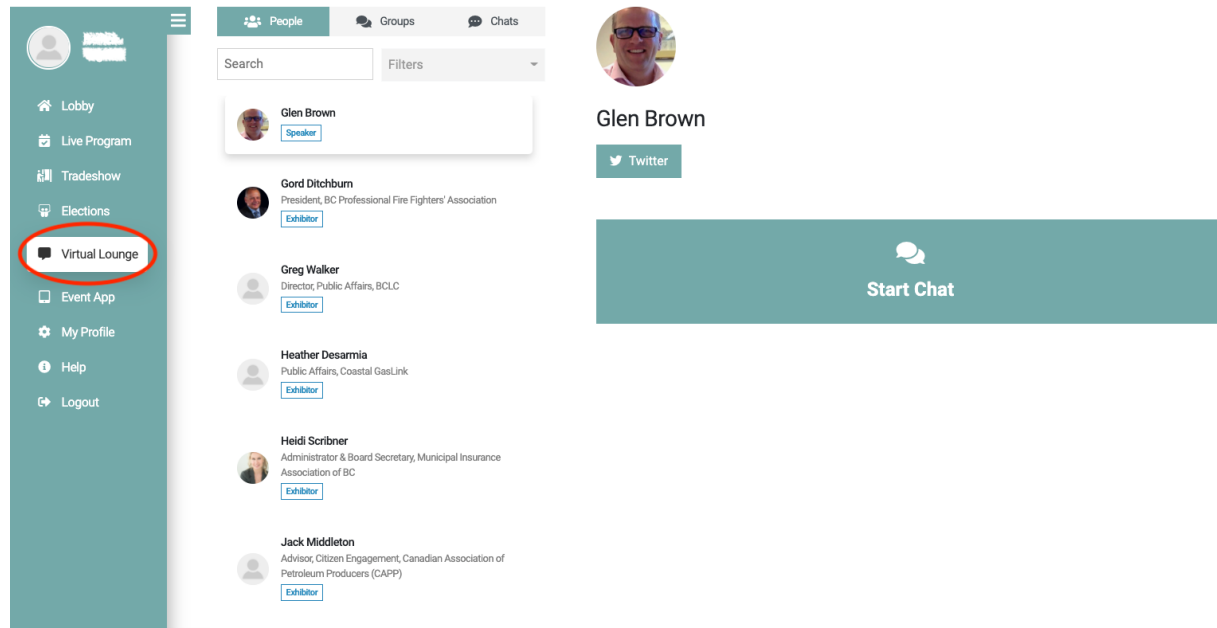 Lobby
Live Program
Tradeshow
Elections
Virtual Lounge
Event App
My Profile
Help
Logout
People Groups Chats
Search Filters
Glen Brown
Speaker
Gord Ditchburn
President, BC Professional Fire Fighters' Association
Exhibitor
Greg Walker
Director, Public Affairs, BCLC
Exhibitor
Heather Desarmia
Public Affairs, Coastal GasLink
Exhibitor
Heidi Scribner
Administrator & Board Secretary, Municipal Insurance
Association of BC
Exhibitor
Jack Middleton
Advisor, Citizen Engagement, Canadian Association of
Petroleum Producers (CAPP)
Exhibitor
Glen Brown
Twitter
Start Chat